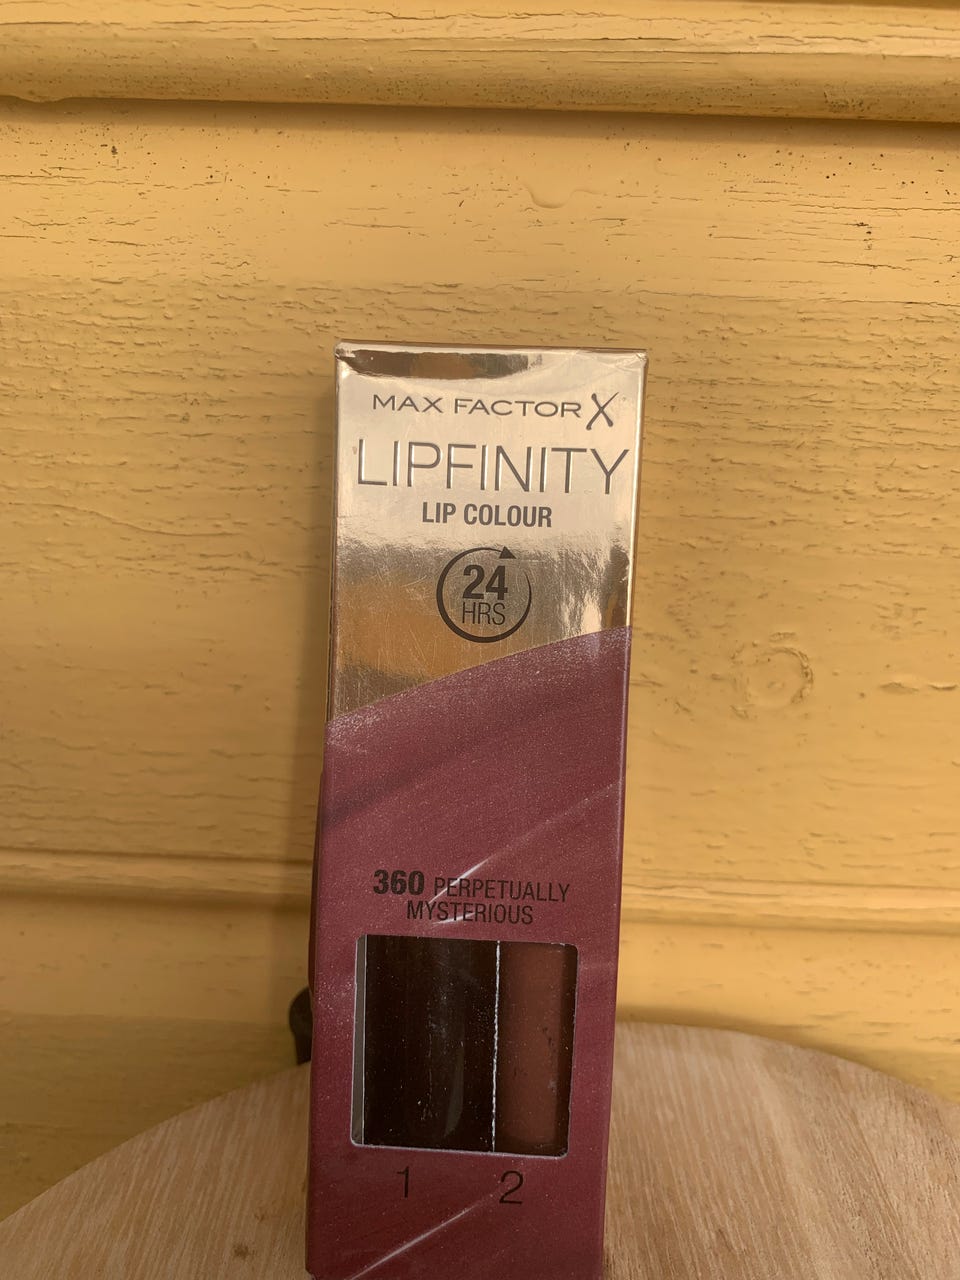 MAX FACTOR X
LIPFINITY
LIP COLOUR
24
HRS
360 PERPETUALLY
MYSTERIOUS
1 2